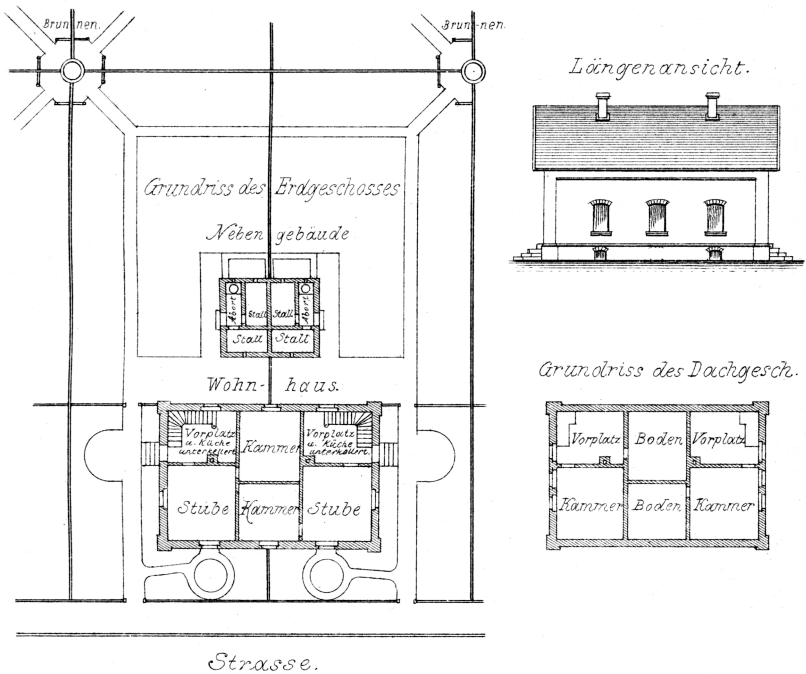 Brunnen.
Brunnen.
Längenansicht.
Grundriss des Erdgeschosses
Nebengebäude
Abort
Stall
Stall
Abort
Stall
Stall
Wohnhaus.
Vorplatz
u. Küche
unterkellert.
Kammer
Vorplatz
u. Küche
unterkellert.
Stube
Kammer
Stube
Grundriss des Dachgesch.
Vorplatz
Boden
Vorplatz
Kammer
Boden
Kammer
Strasse.